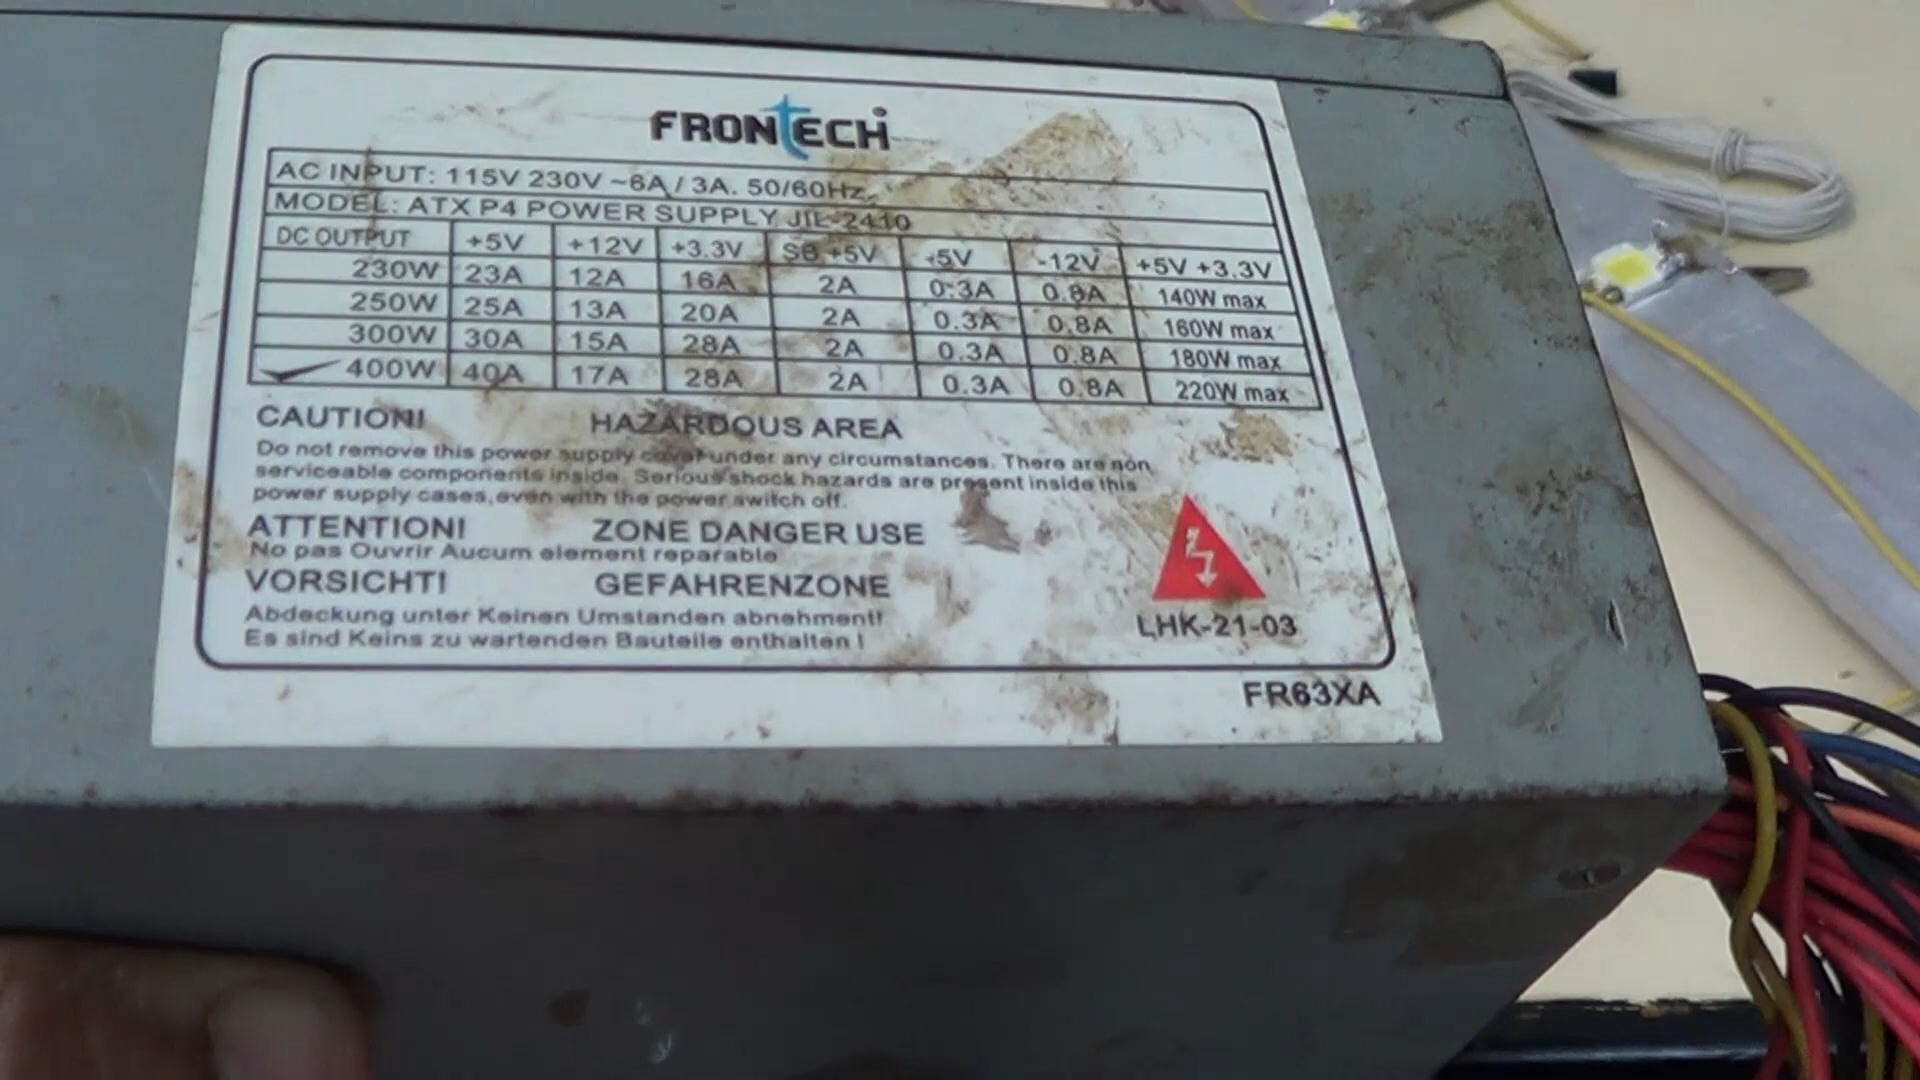 FRONTECH
AC INPUT: 115V 230V ~6A / 3A. 50/60Hz.
MODEL: ATX P4 POWER SUPPLY JIL-2410
DC OUTPUT +5V +12V +3.3V SB +5V -5V -12V +5V +3.3V
230W 23A 12A 16A 2A 0.3A 0.8A 140W max
250W 25A 13A 20A 2A 0.3A 0.8A 160W max
300W 30A 15A 28A 2A 0.3A 0.8A 180W max
400W 40A 17A 28A 2A 0.3A 0.8A 220W max
CAUTION! HAZARDOUS AREA
Do not remove this power supply cover under any circumstances. There are non
serviceable components inside. Serious shock hazards are present inside this
power supply cases,even with the power switch off.
ATTENTION! ZONE DANGER USE
No pas Ouvrir Aucum element reparable
VORSICHT! GEFAHRENZONE
Abdeckung unter Keinen Umstanden abnehment!
Es sind Keins zu wartenden Bauteile enthalten !
LHK-21-03
FR63XA